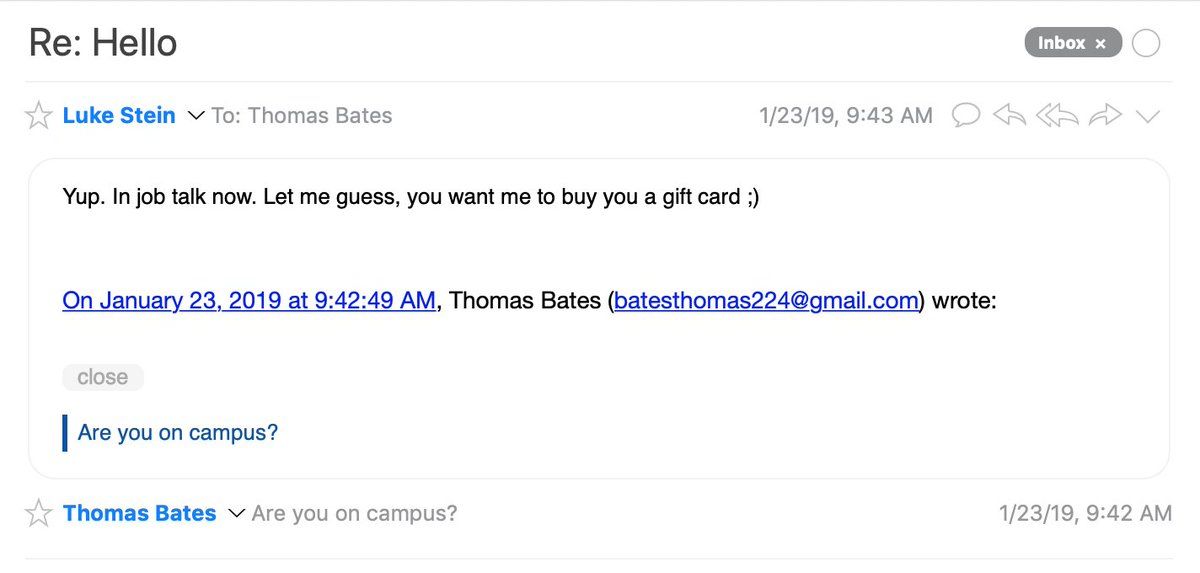 Re: Hello
Inbox ×
Luke Stein To: Thomas Bates 1/23/19, 9:43 AM
Yup. In job talk now. Let me guess, you want me to buy you a gift card ;)
On January 23, 2019 at 9:42:49 AM, Thomas Bates (batesthomas224@gmail.com) wrote:
close
Are you on campus?
Thomas Bates Are you on campus? 1/23/19, 9:42 AM